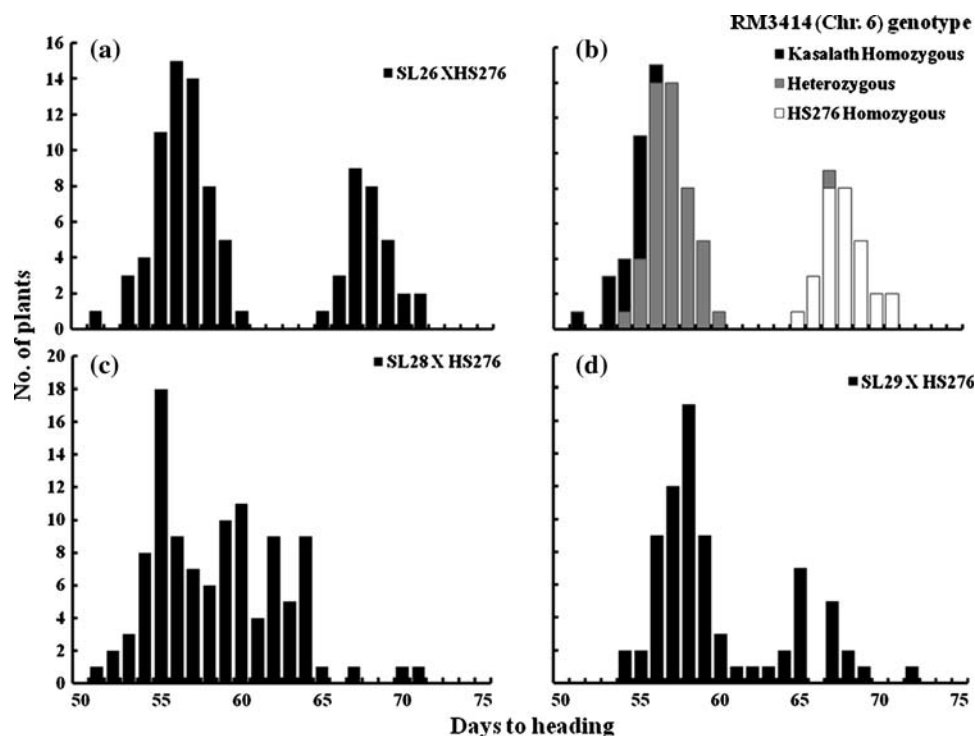 RM3414 (Chr. 6) genotype
(a)
SL26 XHS276
(b)
Kasalath Homozygous
Heterozygous
HS276 Homozygous
16
14
12
10
8
6
4
2
0
No. of plants
(c)
SL28 X HS276
(d)
SL29 X HS276
20
18
16
14
12
10
8
6
4
2
0
50 55 60 65 70 75
50 55 60 65 70 75
Days to heading